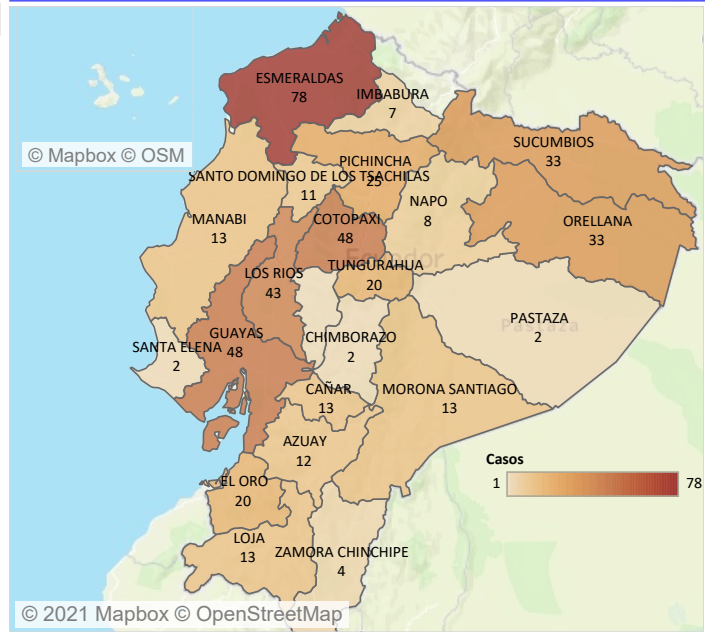 ESMERALDAS
78
IMBABURA
7
© Mapbox © OSM
SUCUMBIOS
33
PICHINCHA
25
SANTO DOMINGO DE LOS TSACHILAS
11
NAPO
8
MANABI
13
COTOPAXI
48
ORELLANA
33
Ecuador
TUNGURAHUA
20
LOS RIOS
43
PASTAZA
2
Pastaza
GUAYAS
48
CHIMBORAZO
2
SANTA ELENA
2
CAÑAR
13
MORONA SANTIAGO
13
AZUAY
12
Casos
1 78
EL ORO
20
LOJA
13
ZAMORA CHINCHIPE
4
© 2021 Mapbox © OpenStreetMap